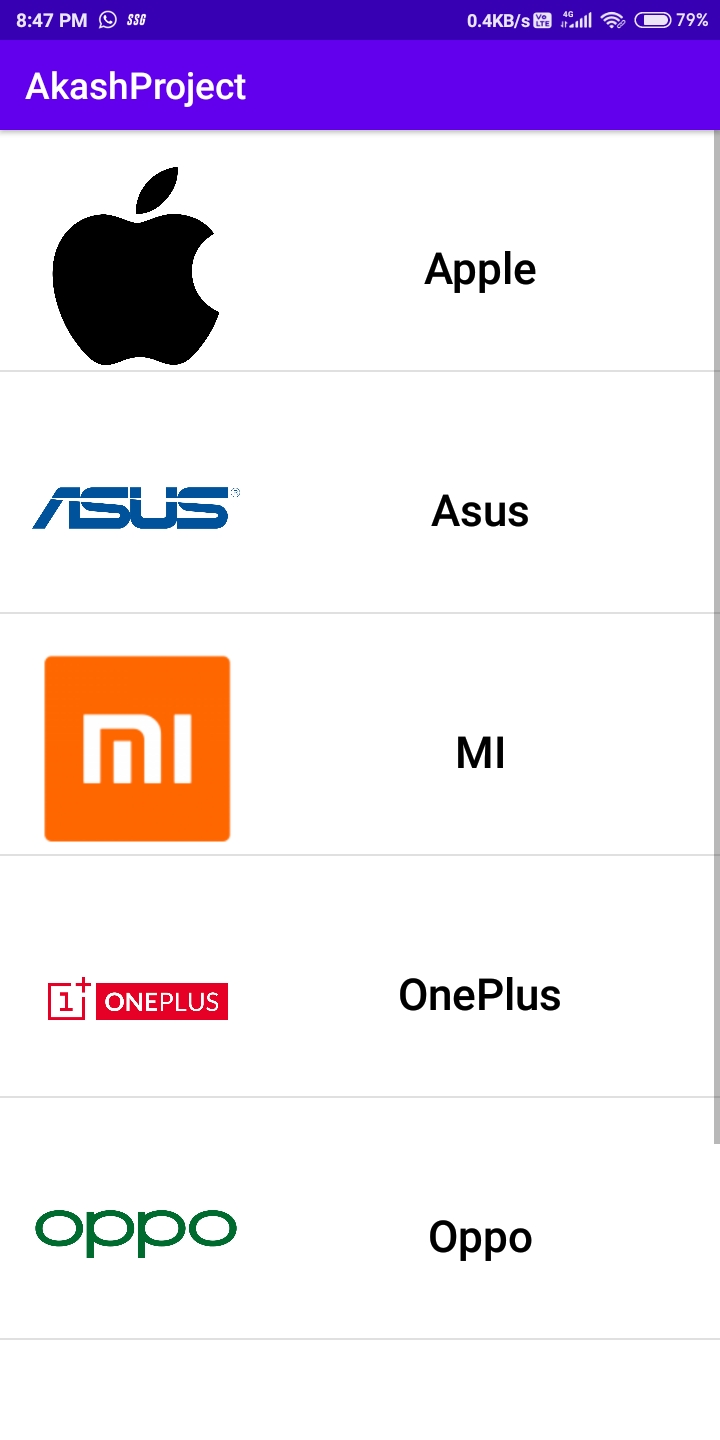 8:47 PM SSG 0.4KB/s Vo LTE 4G 79%
AkashProject
Apple
ASUS® Asus
mi MI
1+ ONEPLUS OnePlus
oppo Oppo